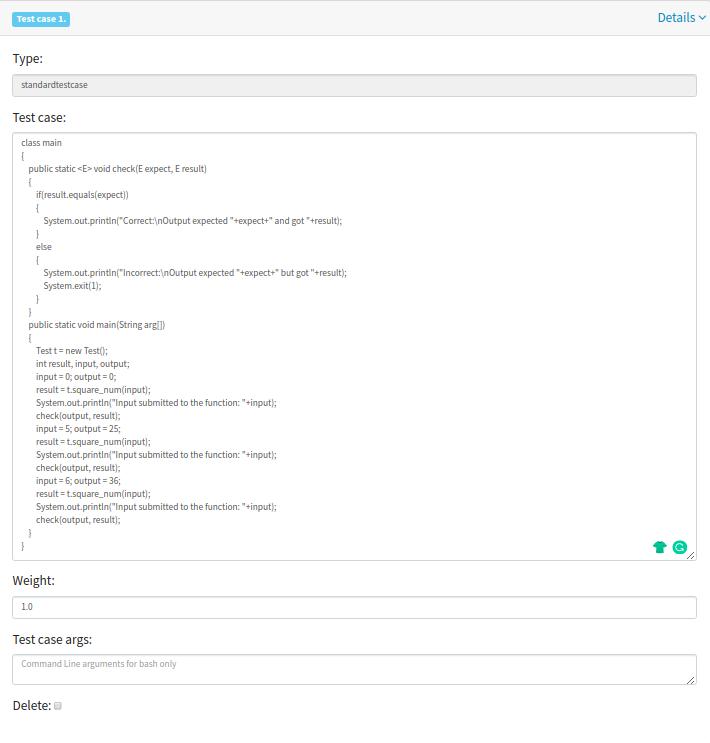 Test case 1.
Details
Type:
standardtestcase
Test case:
class main
{
public static <E> void check(E expect, E result)
{
if(result.equals(expect))
{
System.out.println("Correct:\nOutput expected "+expect+" and got "+result);
}
else
{
System.out.println("Incorrect:\nOutput expected "+expect+" but got "+result);
System.exit(1);
}
}
public static void main(String arg[])
{
Test t = new Test();
int result, input, output;
input = 0; output = 0;
result = t.square_num(input);
System.out.println("Input submitted to the function: "+input);
check(output, result);
input = 5; output = 25;
result = t.square_num(input);
System.out.println("Input submitted to the function: "+input);
check(output, result);
input = 6; output = 36;
result = t.square_num(input);
System.out.println("Input submitted to the function: "+input);
check(output, result);
}
}
Weight:
1.0
Test case args:
Command Line arguments for bash only
Delete: